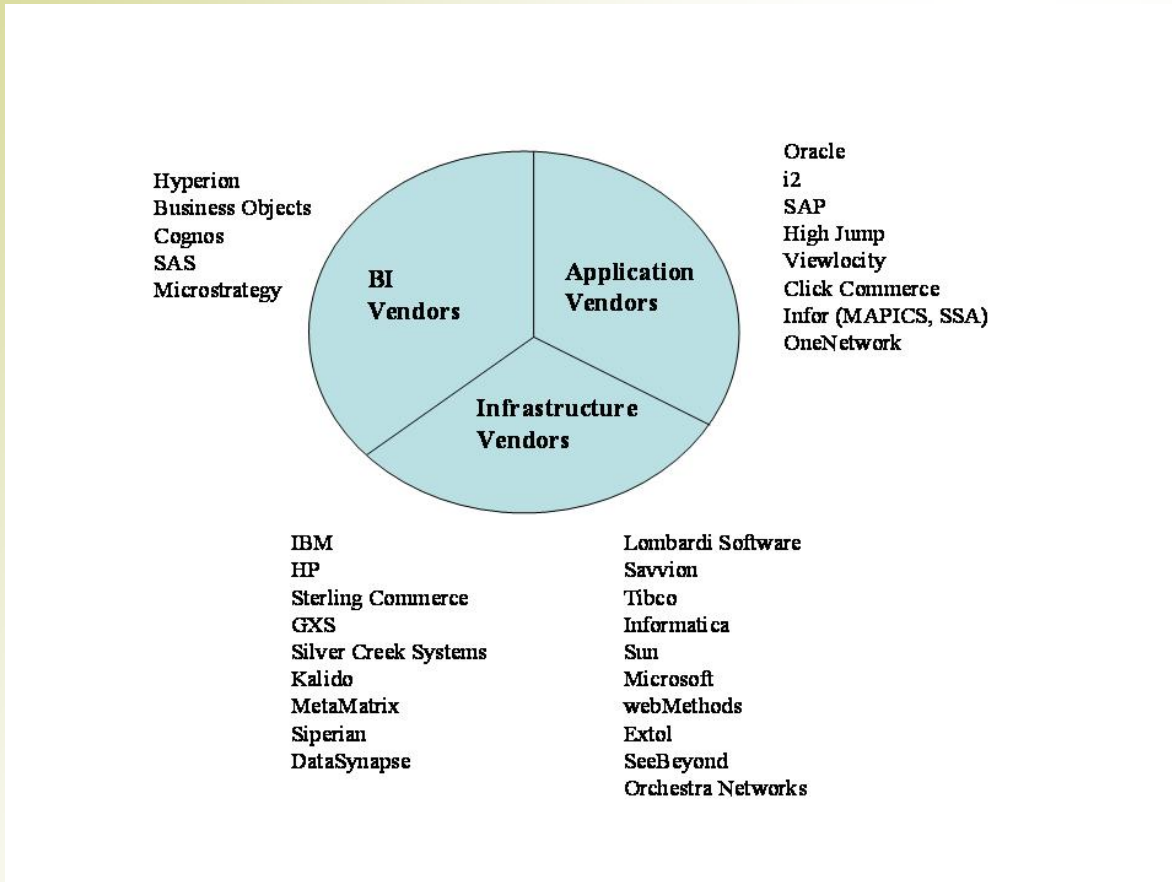 Hyperion
Business Objects
Cognos
SAS
Microstrategy
BI
Vendors
Application
Vendors
Oracle
i2
SAP
High Jump
Viewlocity
Click Commerce
Infor (MAPICS, SSA)
OneNetwork
Infrastructure
Vendors
IBM
HP
Sterling Commerce
GXS
Silver Creek Systems
Kalido
MetaMatrix
Siperian
DataSynapse
Lombardi Software
Savvion
Tibco
Informatica
Sun
Microsoft
webMethods
Extol
SeeBeyond
Orchestra Networks